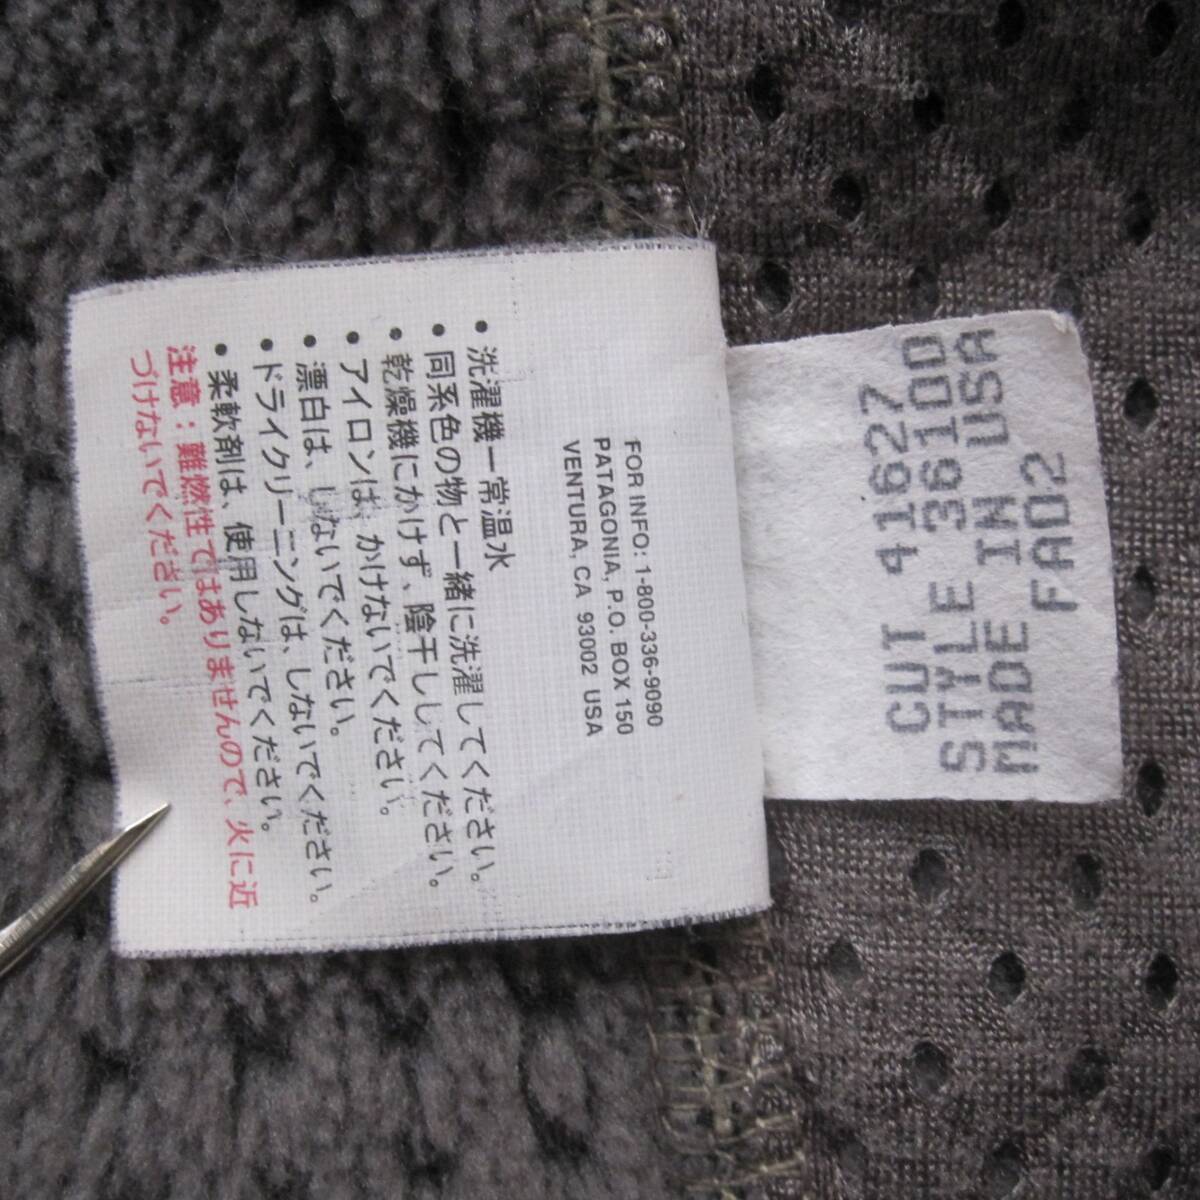 FOR INFO: 1-800-336-9090
PATAGONIA, P.O. BOX 150
VENTURA, CA 93002 USA
• 洗濯機ー常温水
• 同系色の物と一緒に洗濯してください。
• 乾燥機にかけず、陰干ししてください。
• アイロンは、かけないでください。
• 漂白は、しないでください。
• ドライクリーニングは、しないでください。
• 柔軟剤は、使用しないでください。
注意：難燃性ではありませんので、火に近
づけないでください。
CUT 41627
STYLE 36100
MADE IN USA
FA02